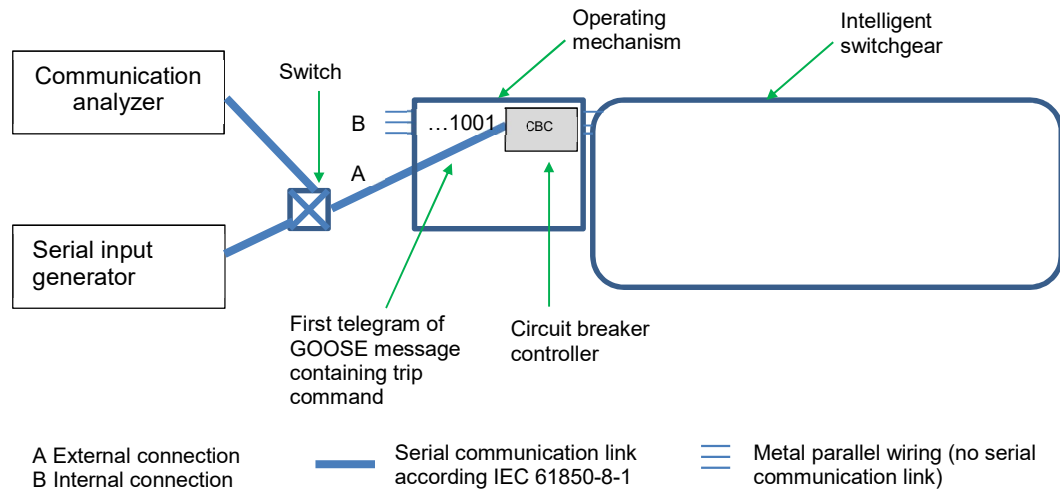 Operating
mechanism
Intelligent
switchgear
Communication
analyzer
Switch
B
...1001
CBC
A
Serial input
generator
First telegram of
GOOSE message
containing trip
command
Circuit breaker
controller
A External connection
B Internal connection
Serial communication link
according IEC 61850-8-1
Metal parallel wiring (no serial
communication link)